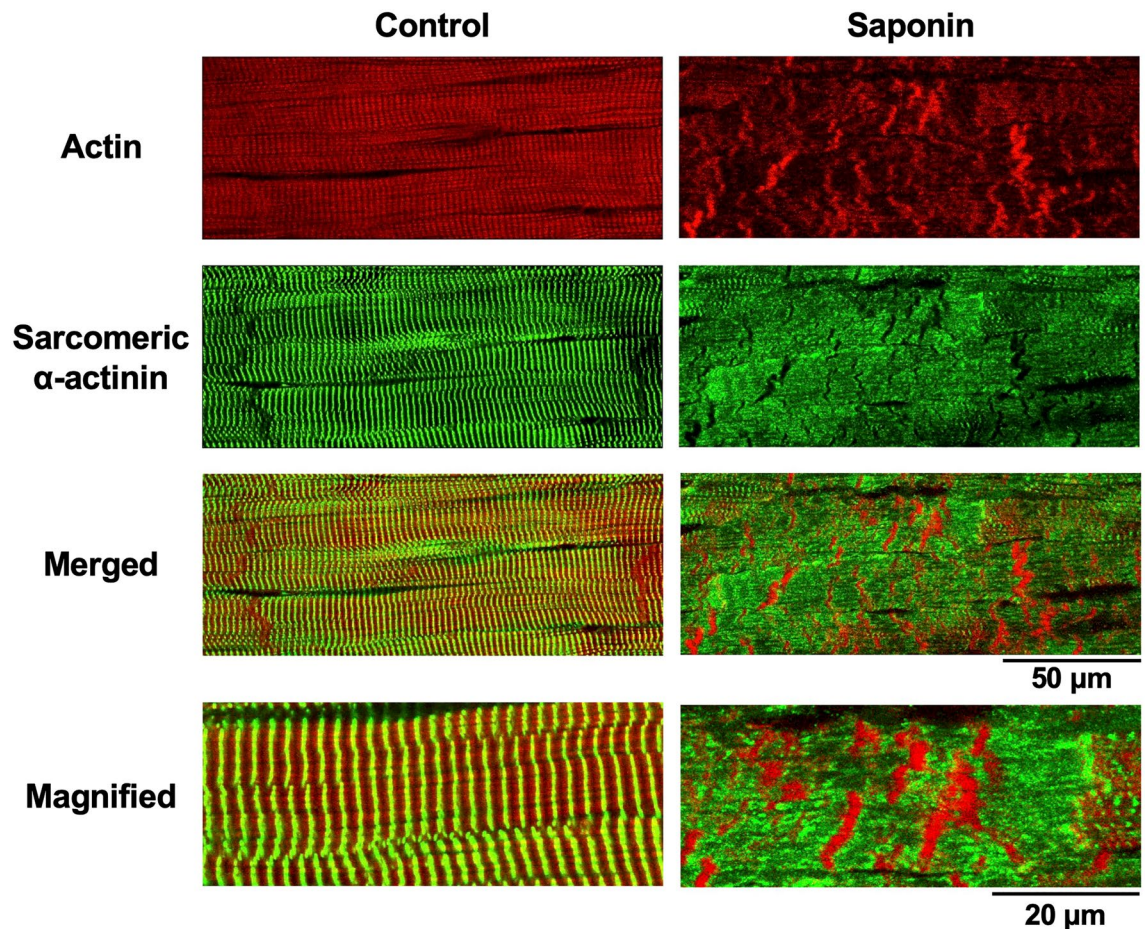 Control
Saponin
Actin
Sarcomeric
α-actinin
Merged
50 µm
Magnified
20 µm